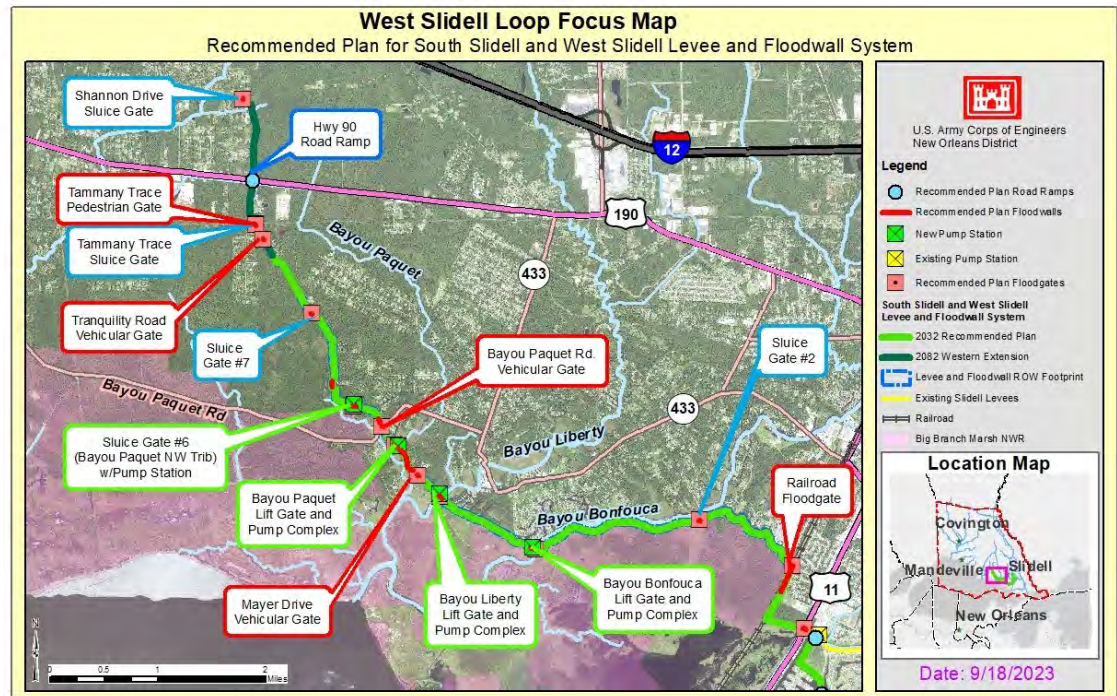 West Slidell Loop Focus Map
Recommended Plan for South Slidell and West Slidell Levee and Floodwall System
Shannon Drive
Sluice Gate
Hwy 90
Road Ramp
12
Tammany Trace
Pedestrian Gate
190
Tammany Trace
Sluice Gate
Bayou Paquet
433
Tranquility Road
Vehicular Gate
Sluice
Gate #7
Bayou Paquet Rd.
Vehicular Gate
Sluice
Gate #2
Bayou Paquet Rd
433
Sluice Gate #6
(Bayou Paquet NW Trib)
w/Pump Station
Bayou Liberty
Railroad
Floodgate
Bayou Paquet
Lift Gate and
Pump Complex
Bayou Bonfouca
11
Mayer Drive
Vehicular Gate
Bayou Liberty
Lift Gate and
Pump Complex
Bayou Bonfouca
Lift Gate and
Pump Complex
N
0 0.5 1 2
Miles
U.S. Army Corps of Engineers
New Orleans District
Legend
Recommended Plan Road Ramps
Recommended Plan Floodwalls
New Pump Station
Existing Pump Station
Recommended Plan Floodgates
South Slidell and West Slidell
Levee and Floodwall System
2032 Recommended Plan
2082 Western Extension
Levee and Floodwall ROW Footprint
Existing Slidell Levees
Railroad
Big Branch Marsh NWR
Location Map
Covington
Mandeville
Slidell
New Orleans
Date: 9/18/2023